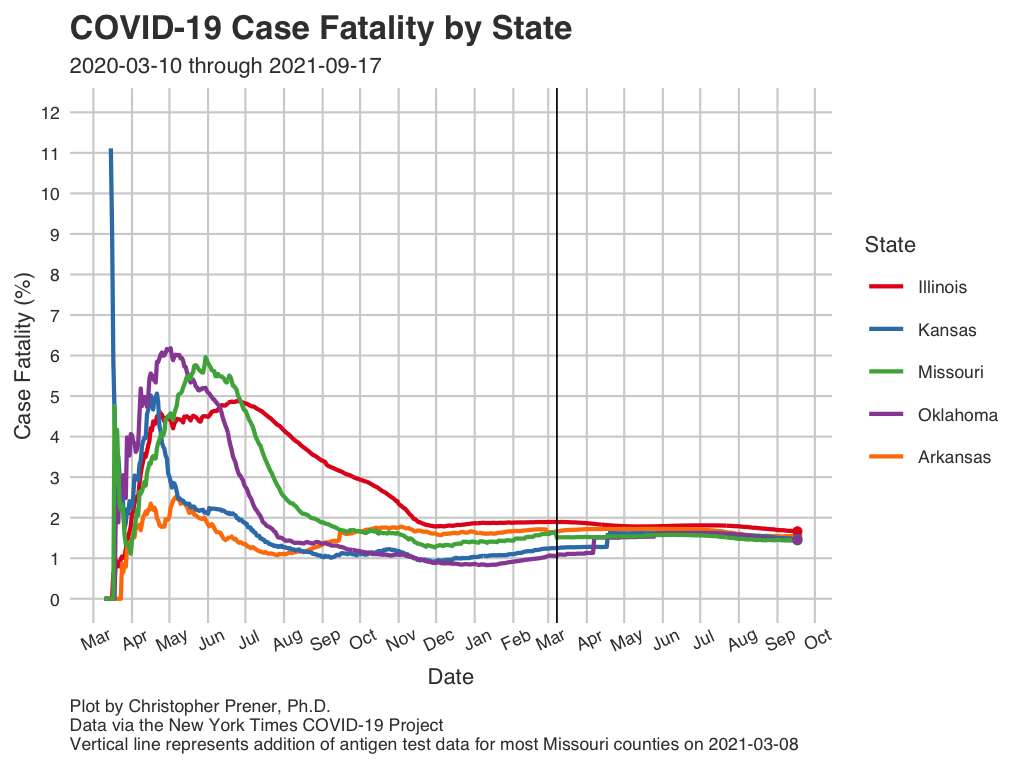 COVID-19 Case Fatality by State
2020-03-10 through 2021-09-17
12
11
10
9
8
7
6
5
4
3
2
1
0
Case Fatality (%)
Mar Apr May Jun Jul Aug Sep Oct Nov Dec Jan Feb Mar Apr May Jun Jul Aug Sep Oct
Date
State
Illinois
Kansas
Missouri
Oklahoma
Arkansas
Plot by Christopher Prener, Ph.D.
Data via the New York Times COVID-19 Project
Vertical line represents addition of antigen test data for most Missouri counties on 2021-03-08